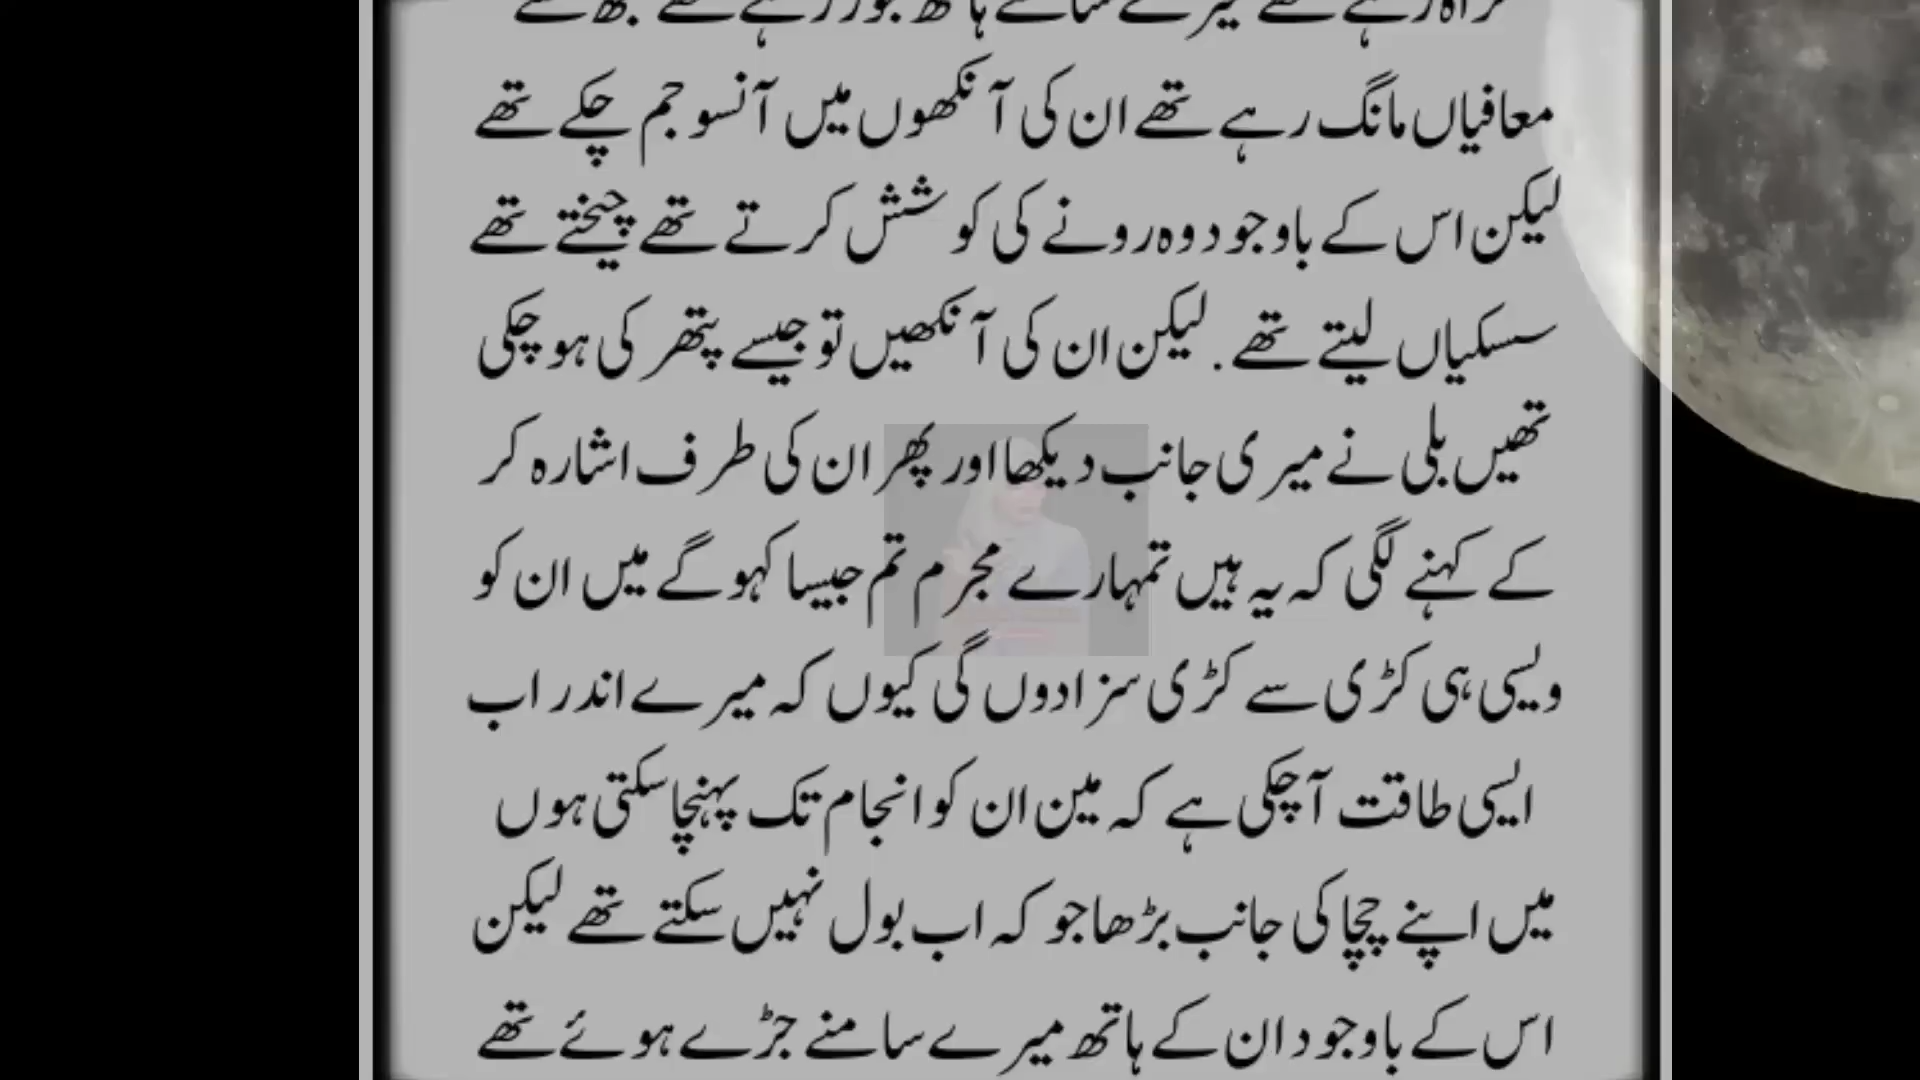 معافیاں مانگ رہے تھے ان کی آنکھوں میں آنسو جم چکے تھے
لیکن اس کے باوجود وہ رونے کی کوشش کرتے تھے چیختے تھے
سسکیاں لیتے تھے . لیکن ان کی آنکھیں تو جیسے پتھر کی ہو چکی
تھیں بلی نے میری جانب دیکھا اور پھر ان کی طرف اشارہ کر
کے کہنے لگی کہ یہ ہیں تمہارے مجرم تم جیسا کہو گے میں ان کو
ویسی ہی کڑی سے کڑی سزا دوں گی کیوں کہ میرے اندر اب
ایسی طاقت آ چکی ہے کہ مین ان کو انجام تک پہنچا سکتی ہوں
میں اپنے چچا کی جانب بڑھا جو کہ اب بول نہیں سکتے تھے لیکن
اس کے باوجود ان کے ہاتھ میرے سامنے جڑے ہوئے تھے